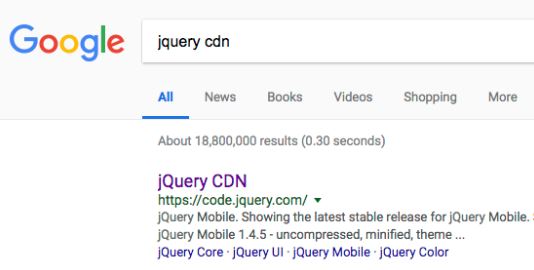 Google
jquery cdn
All News Books Videos Shopping More
About 18,800,000 results (0.30 seconds)
jQuery CDN
https://code.jquery.com/
jQuery Mobile. Showing the latest stable release for jQuery Mobile.
jQuery Mobile 1.4.5 - uncompressed, minified, theme ...
jQuery Core · jQuery UI · jQuery Mobile · jQuery Color